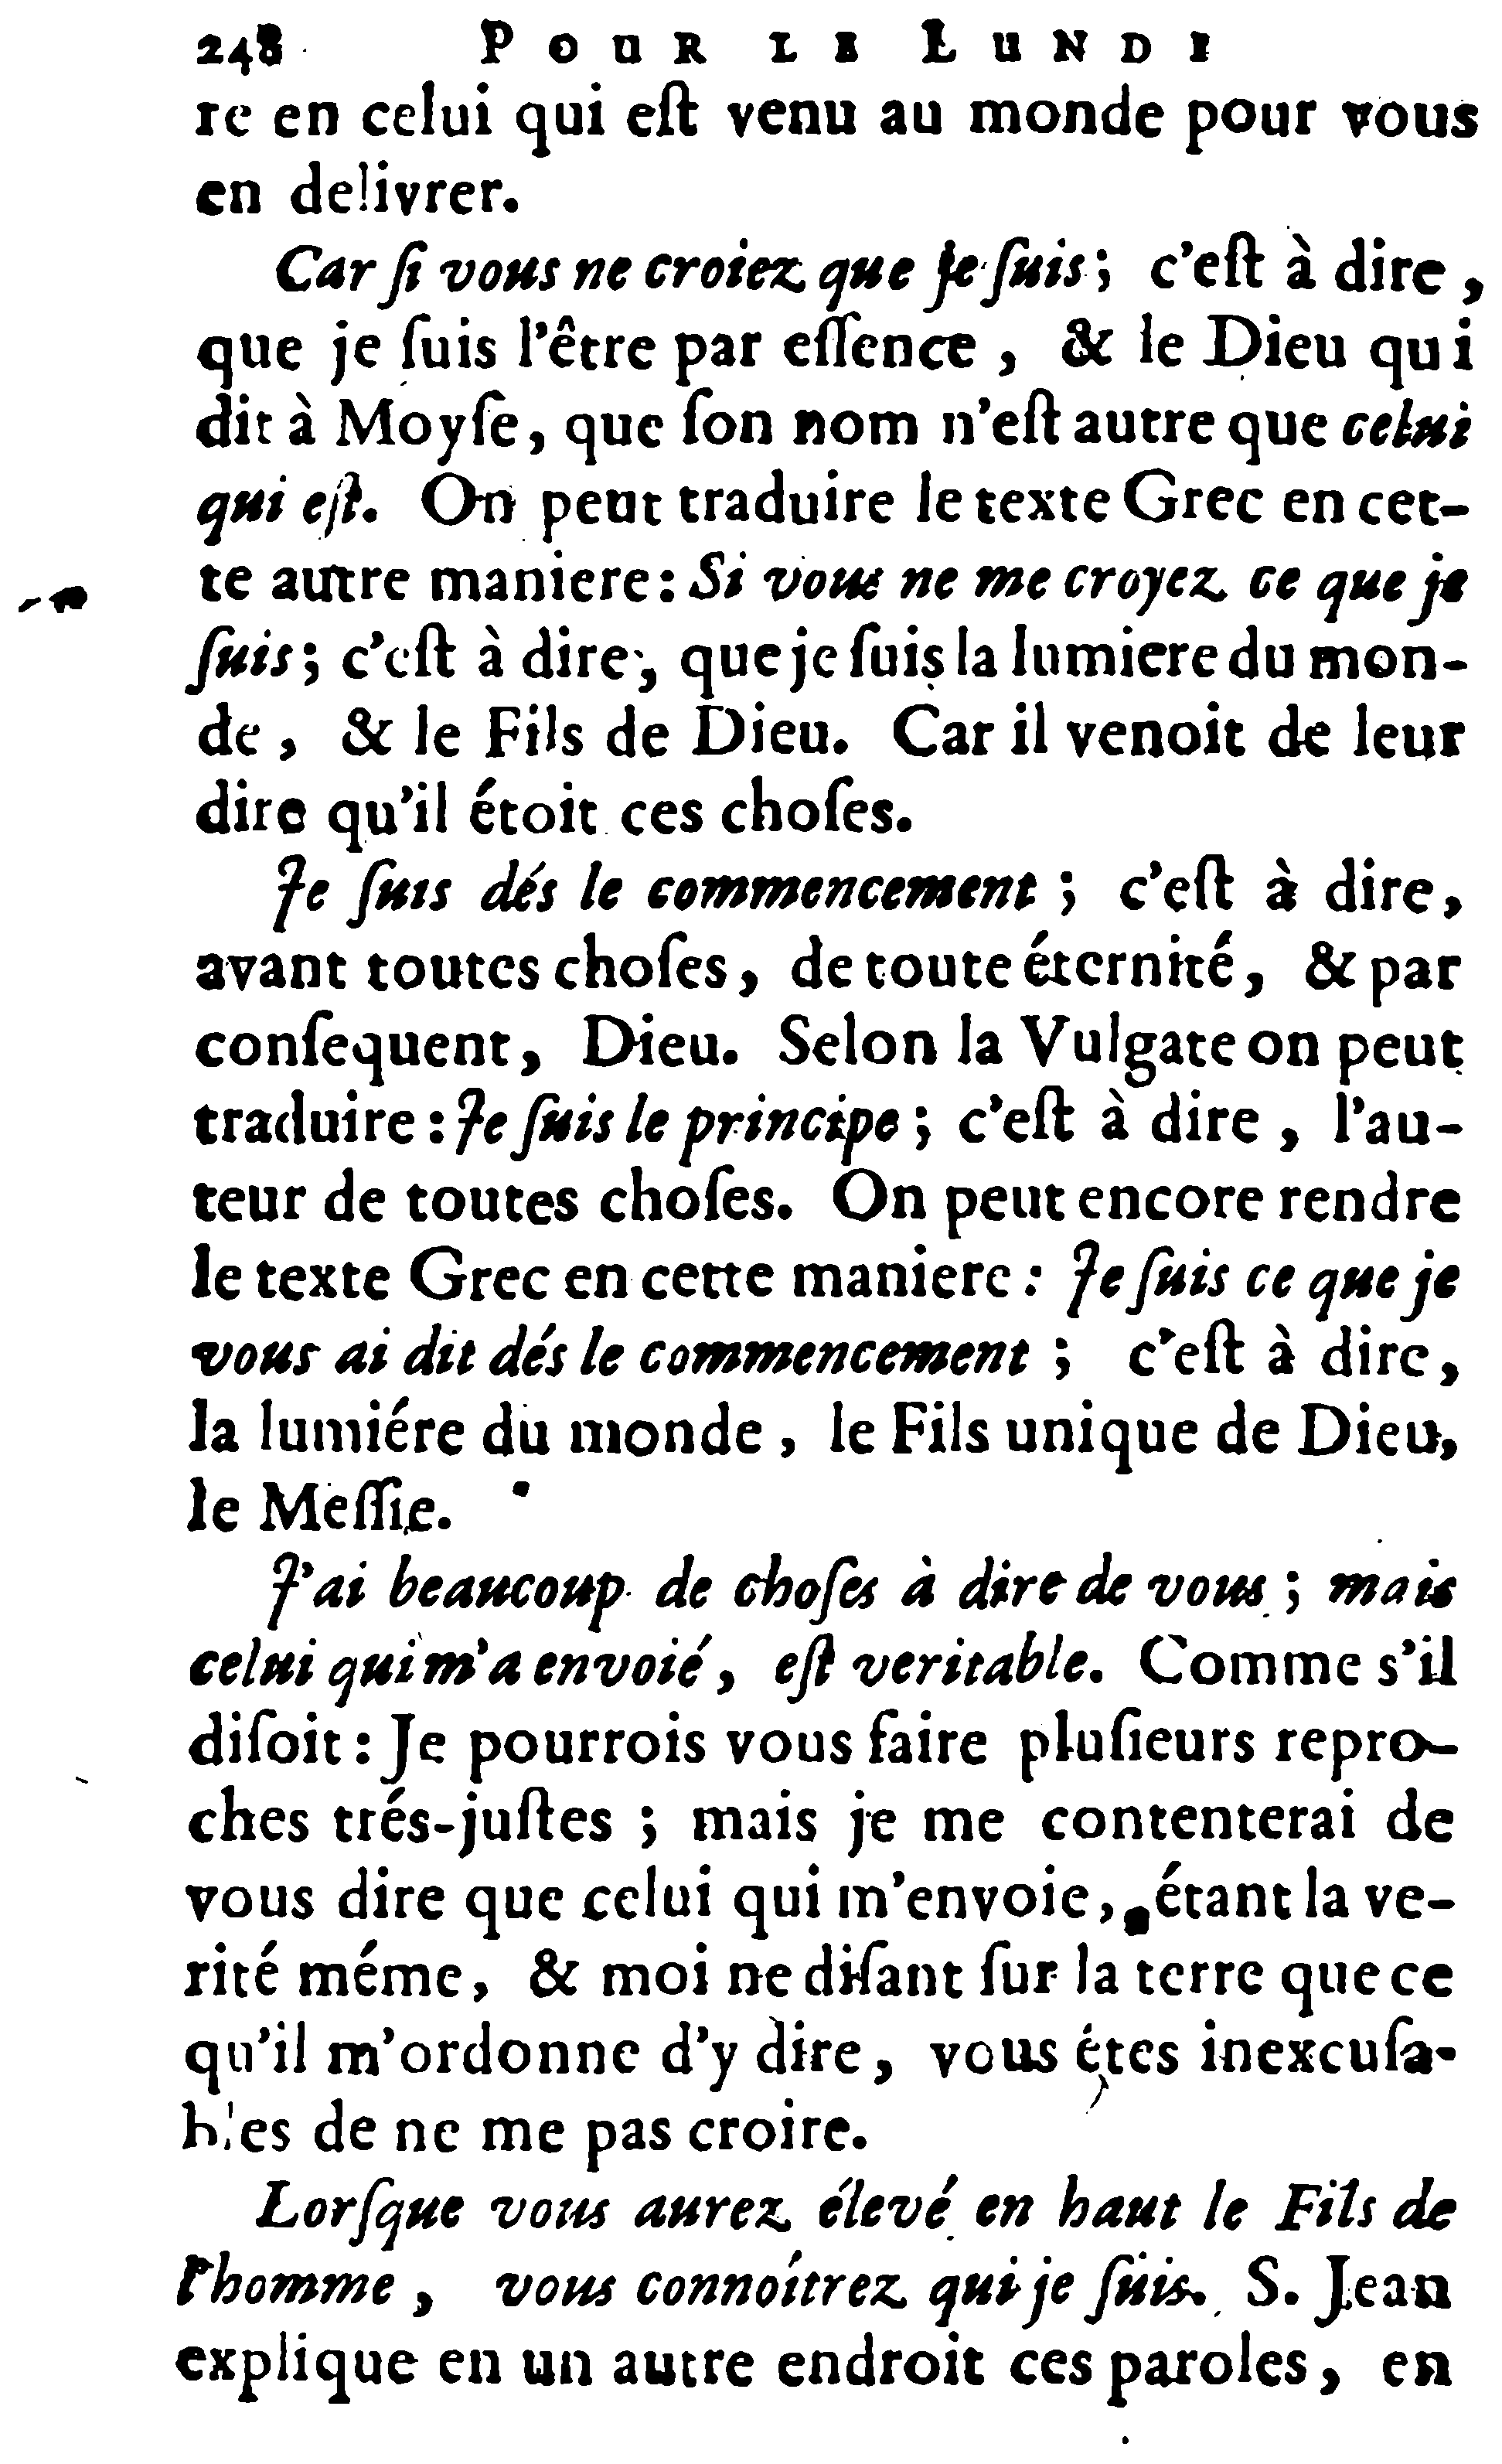 248 POUR LE LUNDI
re en celui qui eſt venu au monde pour vous
en delivrer.
Car ſi vous ne croiez que je ſuis ; c'eſt à dire ,
que je ſuis l'être par eſſence , & le Dieu qui
dit à Moyſe, que ſon nom n'eſt autre que celui
qui eſt. On peut traduire le texte Grec en cet-
te autre maniere : Si vous ne me croyez ce que je
ſuis ; c'eſt à dire, que je ſuis la lumiere du mon-
de , & le Fils de Dieu. Car il venoit de leur
dire qu'il étoit ces choſes.
Je ſuis dés le commencement ; c'eſt à dire,
avant toutes choſes, de toute éternité, & par
conſequent, Dieu. Selon la Vulgate on peut
traduire : Je ſuis le principe ; c'eſt à dire , l'au-
teur de toutes choſes. On peut encore rendre
le texte Grec en cette maniere : Je ſuis ce que je
vous ai dit dés le commencement ; c'eſt à dire,
la lumiére du monde , le Fils unique de Dieu,
le Meſſie.
J'ai beaucoup de choſes à dire de vous ; mais
celui qui m'a envoié, eſt veritable. Comme s'il
diſoit : Je pourrois vous faire pluſieurs repro-
ches trés-juſtes ; mais je me contenterai de
vous dire que celui qui m'envoie, étant la ve-
rité méme, & moi ne diſant ſur la terre que ce
qu'il m'ordonne d'y dire, vous étes inexcuſa-
bles de ne me pas croire.
Lorſque vous aurez élevé en haut le Fils de
l'homme , vous connoîtrez qui je ſuis. S. Jean
explique en un autre endroit ces paroles, en